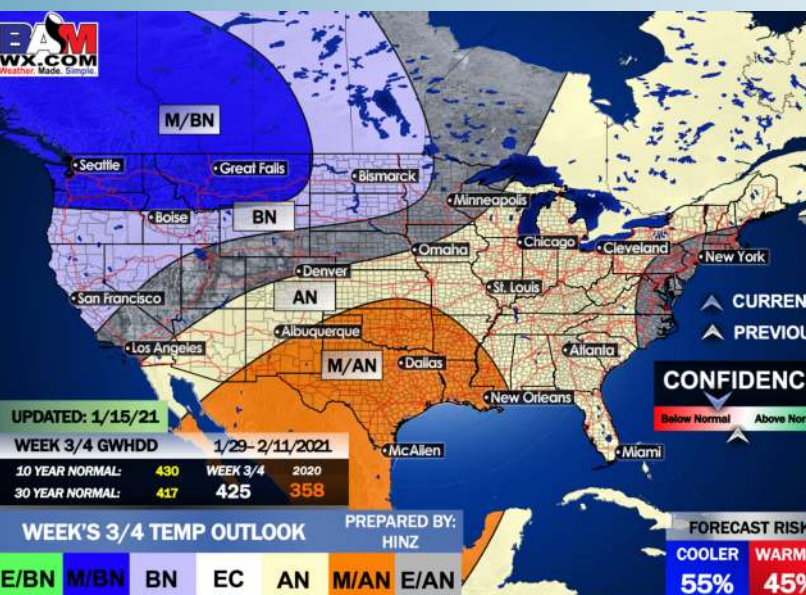 BAM
WX.COM
Weather. Made. Simple.
M/BN
Seattle
Great Falls
Bismarck
Minneapolis
Boise
BN
Omaha
Chicago
Cleveland
New York
Denver
San Francisco
AN
St. Louis
CURREN
Albuquerque
PREVIOU
Los Angeles
M/AN
Dallas
Atlanta
CONFIDENC
New Orleans
Below Normal
Above Nor
UPDATED: 1/15/21
WEEK 3/4 GWHDD 1/29-2/11/2021
McAllen
Miami
10 YEAR NORMAL: 430 WEEK 3/4 2020
30 YEAR NORMAL: 417 425 358
WEEK'S 3/4 TEMP OUTLOOK
PREPARED BY:
HINZ
FORECAST RISK
COOLER WARM
55% 45%
E/BN M/BN BN EC AN M/AN E/AN